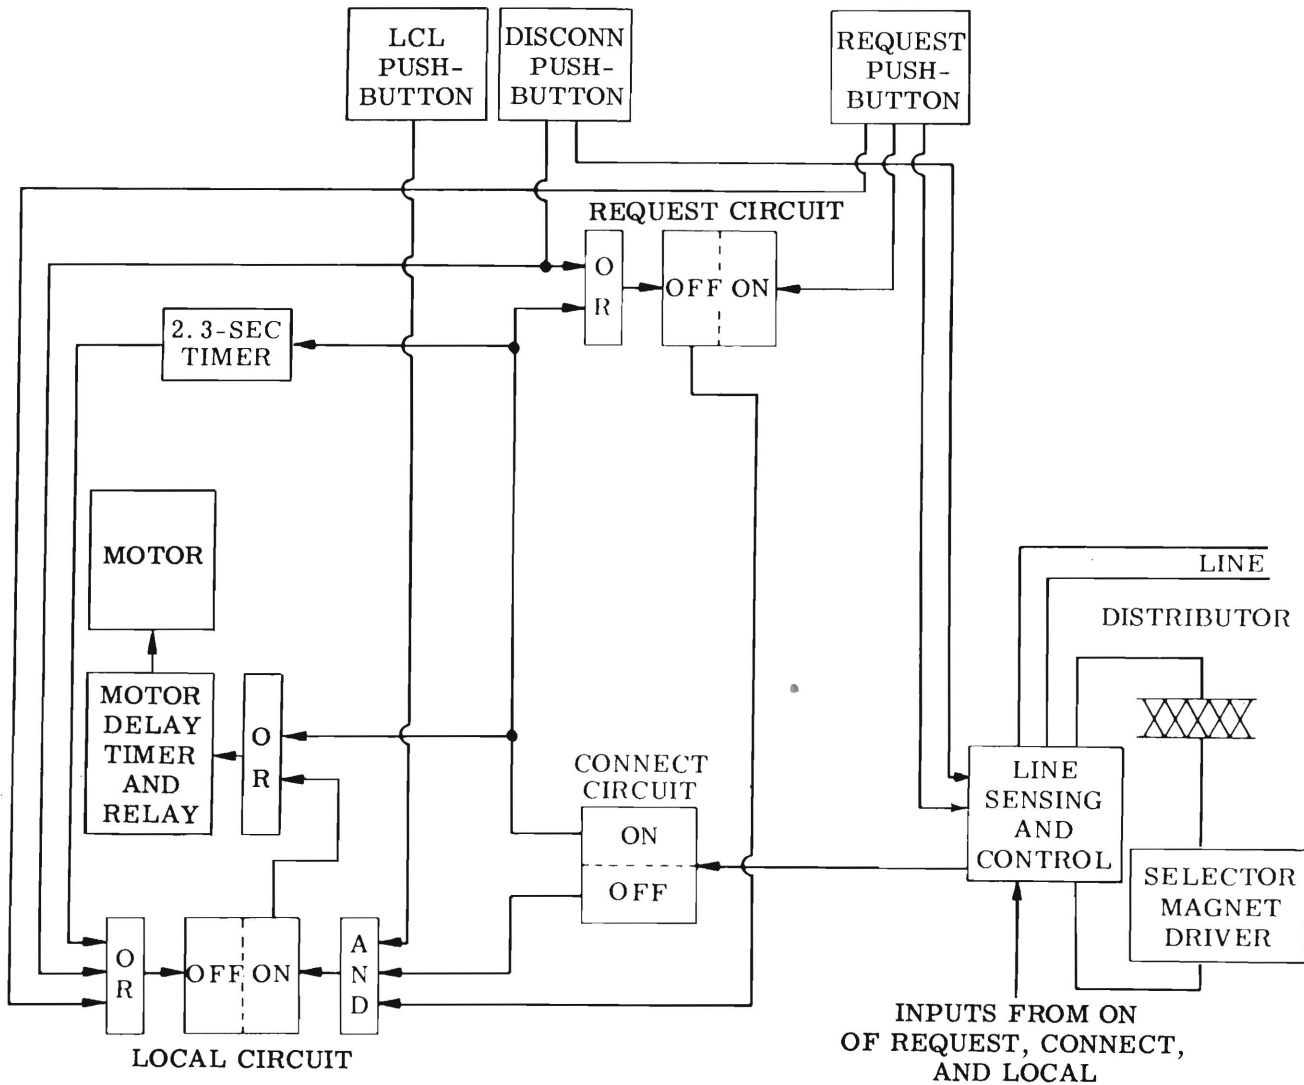 LCL
PUSH-
BUTTON
DISCONN
PUSH-
BUTTON
REQUEST
PUSH-
BUTTON
REQUEST CIRCUIT
O
R
OFF ON
2.3-SEC
TIMER
MOTOR
LINE
DISTRIBUTOR
MOTOR
DELAY
TIMER
AND
RELAY
O
R
CONNECT
CIRCUIT
ON
OFF
LINE
SENSING
AND
CONTROL
SELECTOR
MAGNET
DRIVER
O
R
OFF ON
A
N
D
LOCAL CIRCUIT
INPUTS FROM ON
OF REQUEST, CONNECT,
AND LOCAL